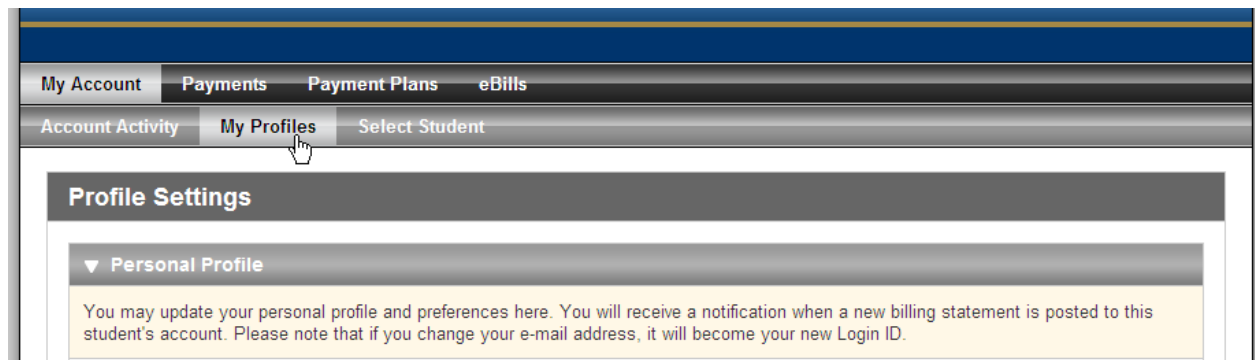 My Account Payments Payment Plans eBills
Account Activity My Profiles Select Student
Profile Settings
Personal Profile
You may update your personal profile and preferences here. You will receive a notification when a new billing statement is posted to this
student's account. Please note that if you change your e-mail address, it will become your new Login ID.